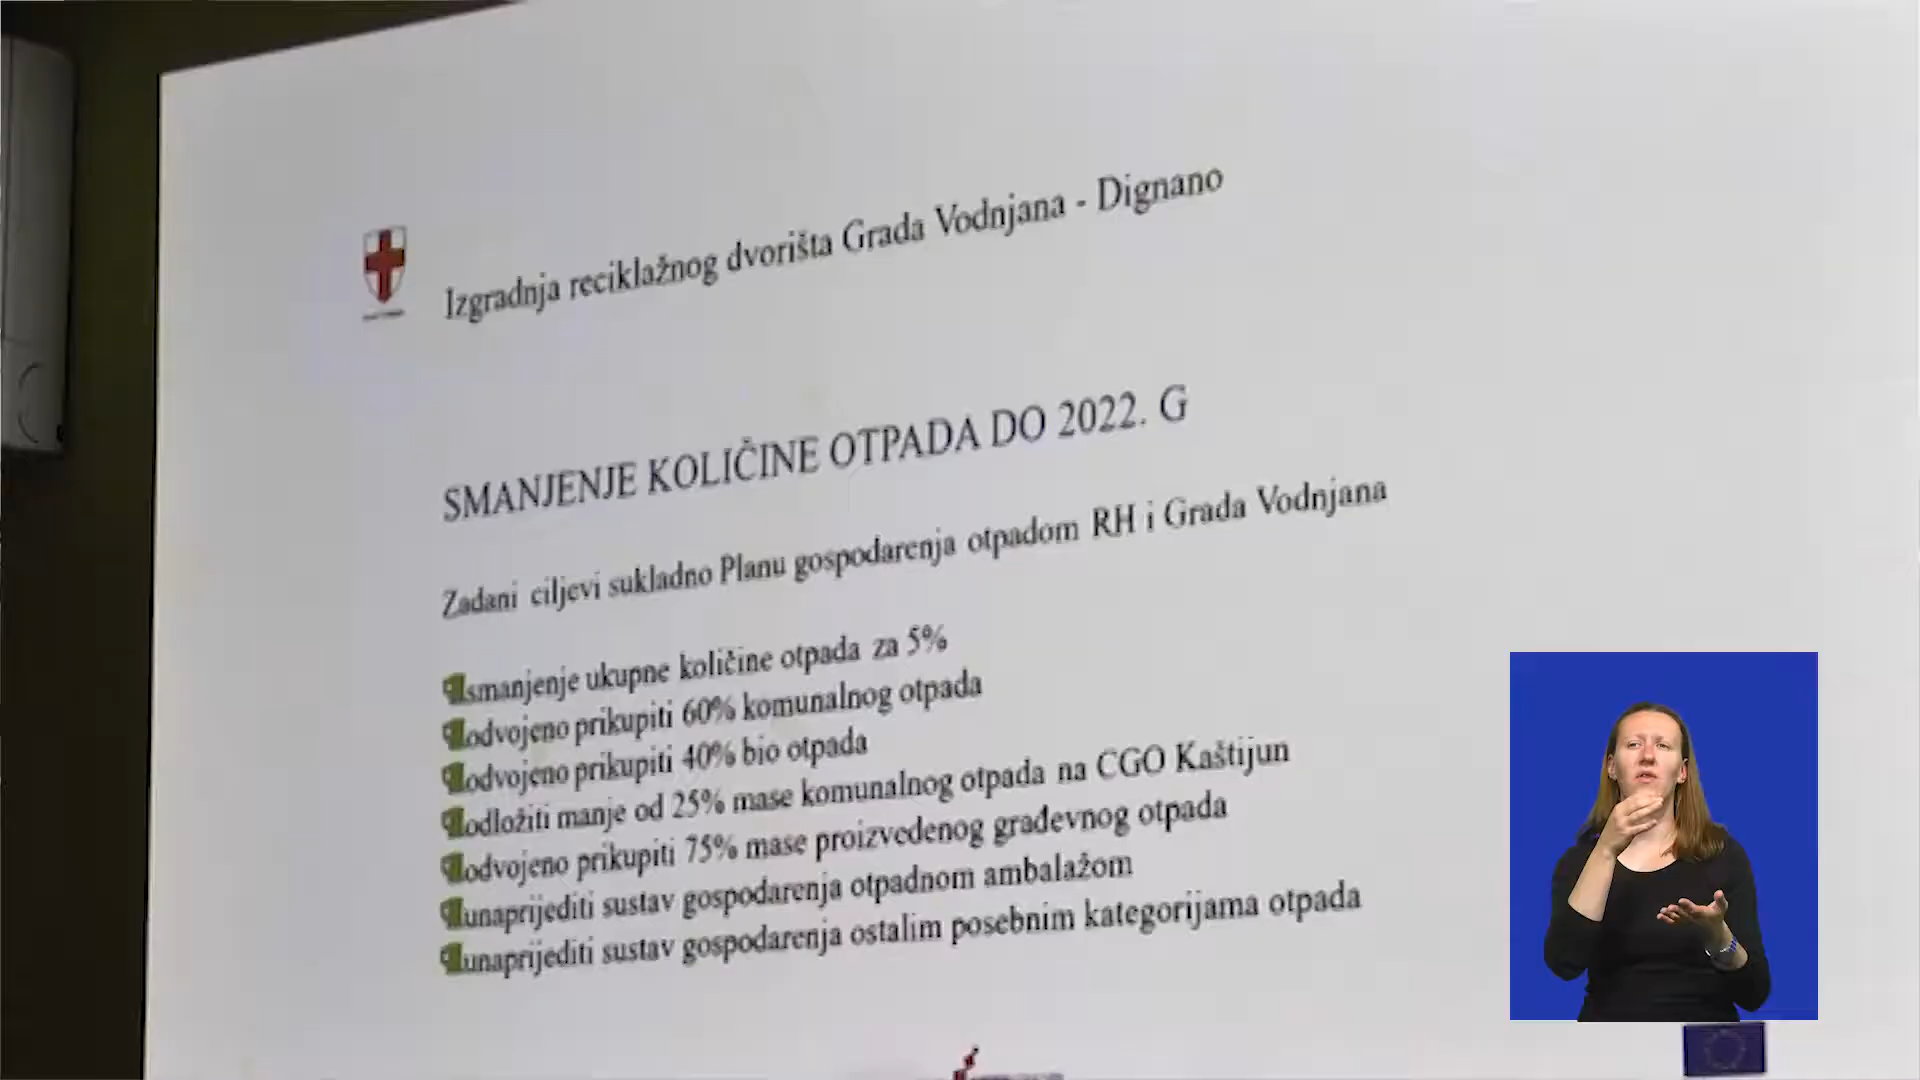 Izgradnja reciklažnog dvorišta Grada Vodnjana - Dignano
SMANJENJE KOLIČINE OTPADA DO 2022. G
Zadani ciljevi sukladno Planu gospodarenja otpadom RH i Grada Vodnjana
smanjenje ukupne količine otpada za 5%
odvojeno prikupiti 60% komunalnog otpada
odvojeno prikupiti 40% bio otpada
odložiti manje od 25% mase komunalnog otpada na CGO Kaštijun
odvojeno prikupiti 75% mase proizvedenog građevnog otpada
unaprijediti sustav gospodarenja otpadnom ambalažom
unaprijediti sustav gospodarenja ostalim posebnim kategorijama otpada